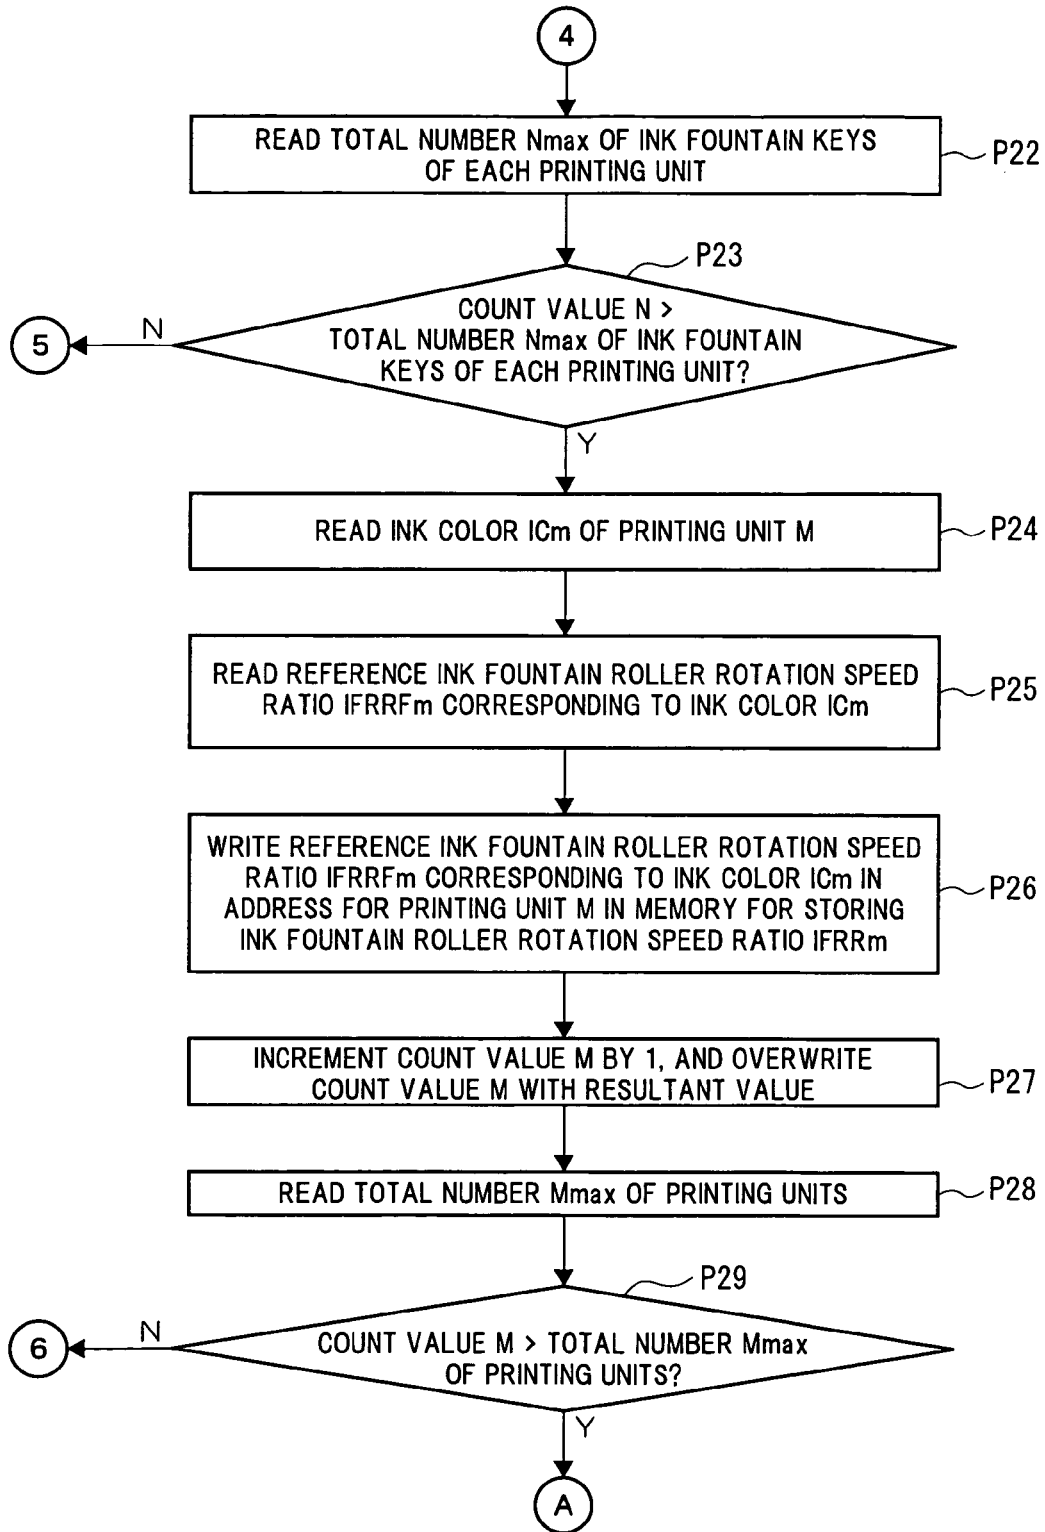 4
READ TOTAL NUMBER Nmax OF INK FOUNTAIN KEYS
OF EACH PRINTING UNIT
P22
P23
COUNT VALUE N >
TOTAL NUMBER Nmax OF INK FOUNTAIN
KEYS OF EACH PRINTING UNIT?
N
5
Y
READ INK COLOR ICm OF PRINTING UNIT M
P24
READ REFERENCE INK FOUNTAIN ROLLER ROTATION SPEED
RATIO IFRRFm CORRESPONDING TO INK COLOR ICm
P25
WRITE REFERENCE INK FOUNTAIN ROLLER ROTATION SPEED
RATIO IFRRFm CORRESPONDING TO INK COLOR ICm IN
ADDRESS FOR PRINTING UNIT M IN MEMORY FOR STORING
INK FOUNTAIN ROLLER ROTATION SPEED RATIO IFRRm
P26
INCREMENT COUNT VALUE M BY 1, AND OVERWRITE
COUNT VALUE M WITH RESULTANT VALUE
P27
READ TOTAL NUMBER Mmax OF PRINTING UNITS
P28
P29
COUNT VALUE M > TOTAL NUMBER Mmax
OF PRINTING UNITS?
N
6
Y
A